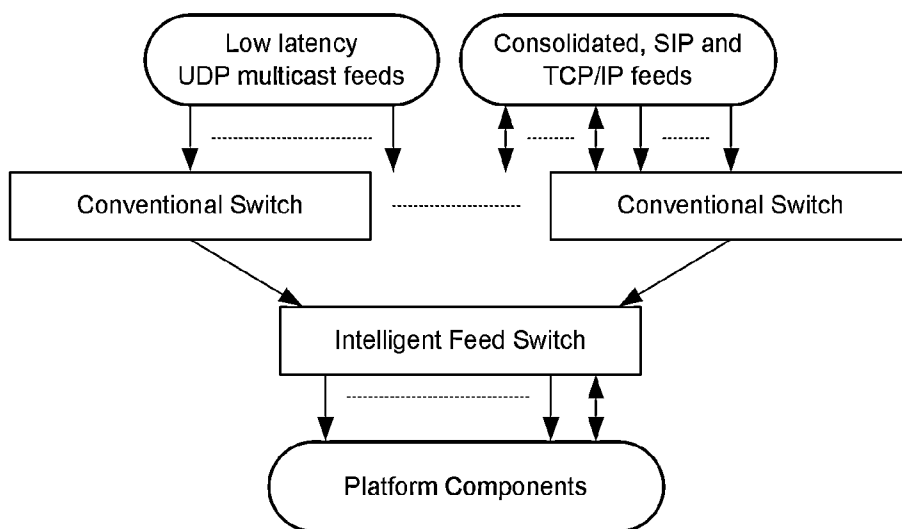 Low latency
UDP multicast feeds
Consolidated, SIP and
TCP/IP feeds
Conventional Switch
Conventional Switch
Intelligent Feed Switch
Platform Components